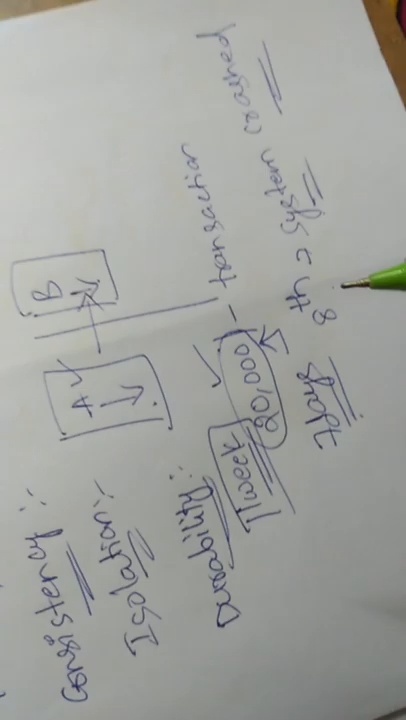 Consistency :-
Isolation :-
A
B
Durability :-
1 week
20,000 - transaction
7 days
8th → System crashed